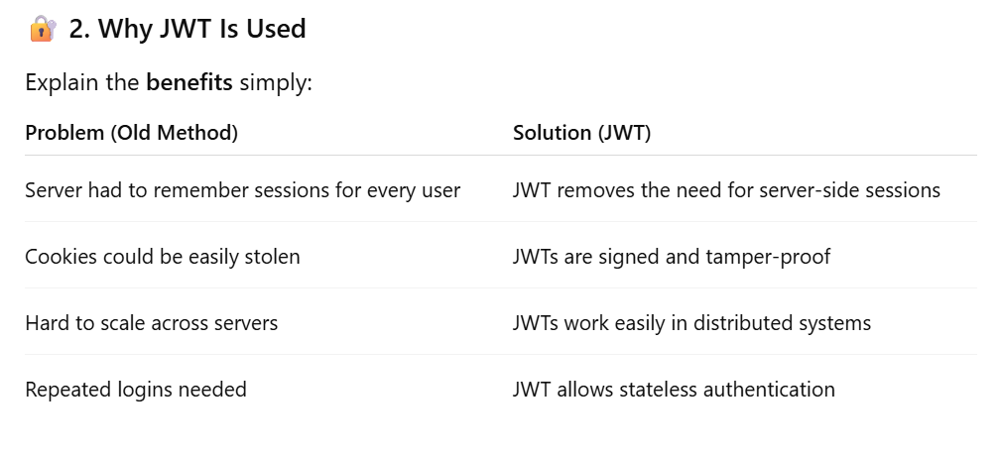 🔐 2. Why JWT Is Used
Explain the benefits simply:
Problem (Old Method) Solution (JWT)
Server had to remember sessions for every user JWT removes the need for server-side sessions
Cookies could be easily stolen JWTs are signed and tamper-proof
Hard to scale across servers JWTs work easily in distributed systems
Repeated logins needed JWT allows stateless authentication